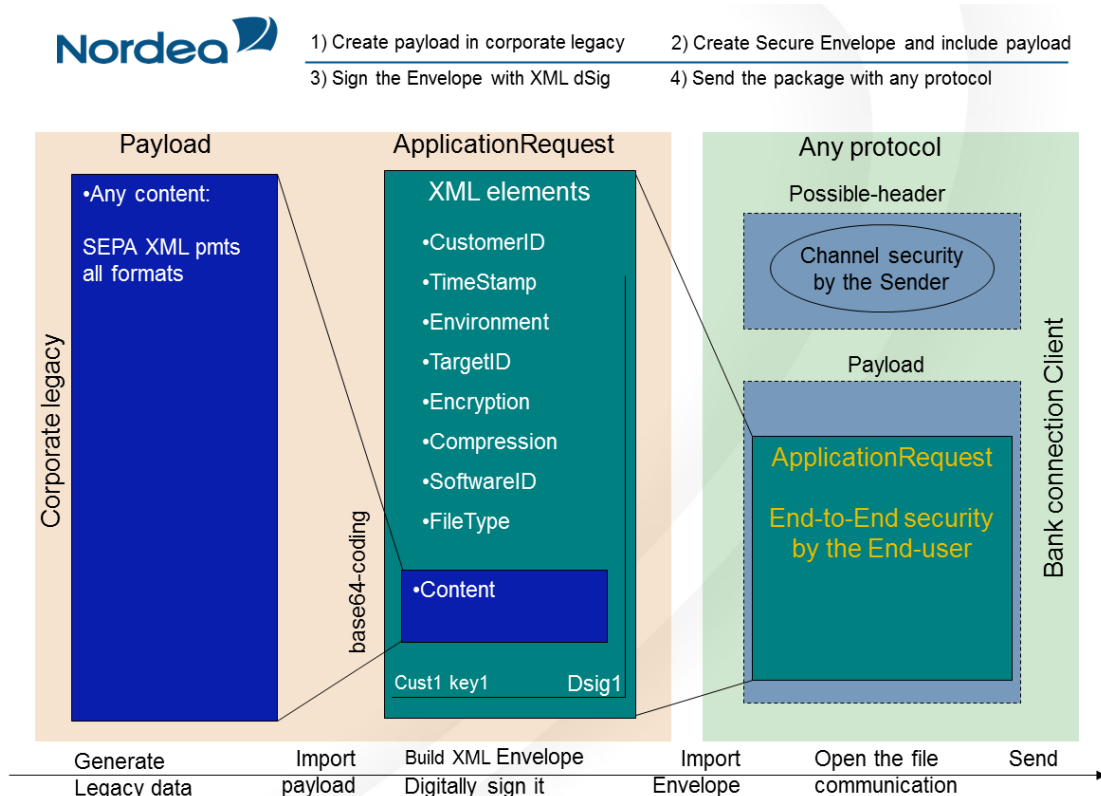 Nordea
1) Create payload in corporate legacy
2) Create Secure Envelope and include payload
3) Sign the Envelope with XML dSig
4) Send the package with any protocol
Payload
ApplicationRequest
Any protocol
Corporate legacy
•Any content:
SEPA XML pmts
all formats
base64-coding
XML elements
•CustomerID
•TimeStamp
•Environment
•TargetID
•Encryption
•Compression
•SoftwareID
•FileType
•Content
Cust1 key1
Dsig1
Possible-header
Channel security
by the Sender
Payload
ApplicationRequest
End-to-End security
by the End-user
Bank connection Client
Generate
Legacy data
Import
payload
Build XML Envelope
Digitally sign it
Import
Envelope
Open the file
communication
Send